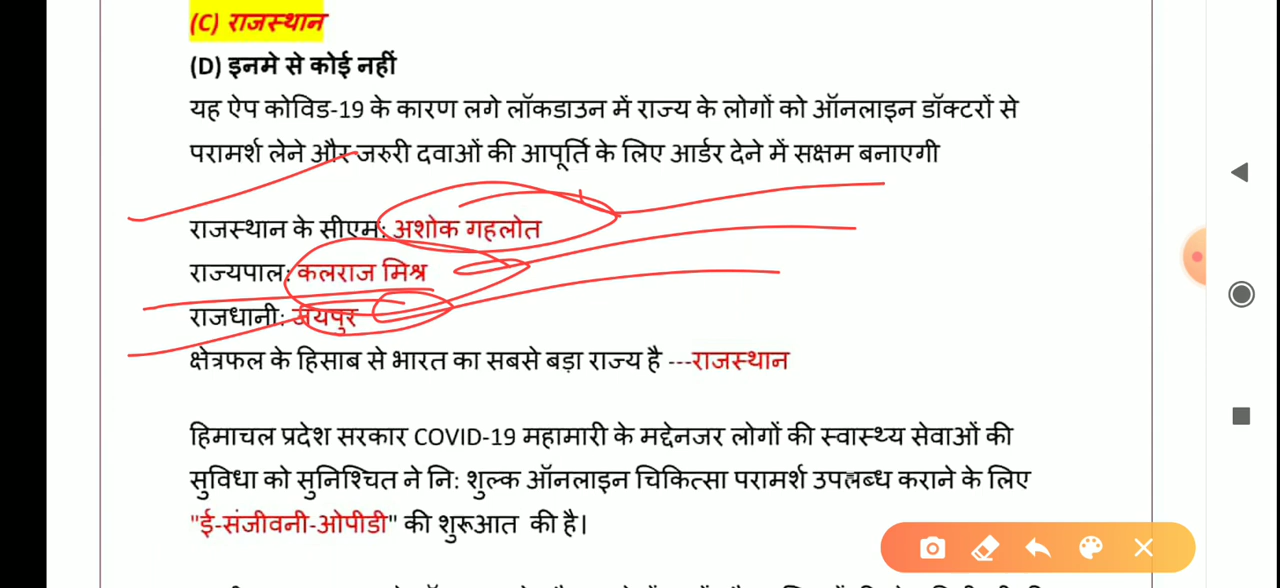 (C) राजस्थान
(D) इनमे से कोई नहीं
यह ऐप कोविड-19 के कारण लगे लॉकडाउन में राज्य के लोगों को ऑनलाइन डॉक्टरों से
परामर्श लेने और जरुरी दवाओं की आपूर्ति के लिए आर्डर देने में सक्षम बनाएगी
राजस्थान के सीएम: अशोक गहलोत
राज्यपाल: कलराज मिश्र
राजधानी: जयपुर
क्षेत्रफल के हिसाब से भारत का सबसे बड़ा राज्य है ---राजस्थान
हिमाचल प्रदेश सरकार COVID-19 महामारी के मद्देनजर लोगों की स्वास्थ्य सेवाओं की
सुविधा को सुनिश्चित ने नि: शुल्क ऑनलाइन चिकित्सा परामर्श उपलब्ध कराने के लिए
"ई-संजीवनी-ओपीडी" की शुरूआत की है।